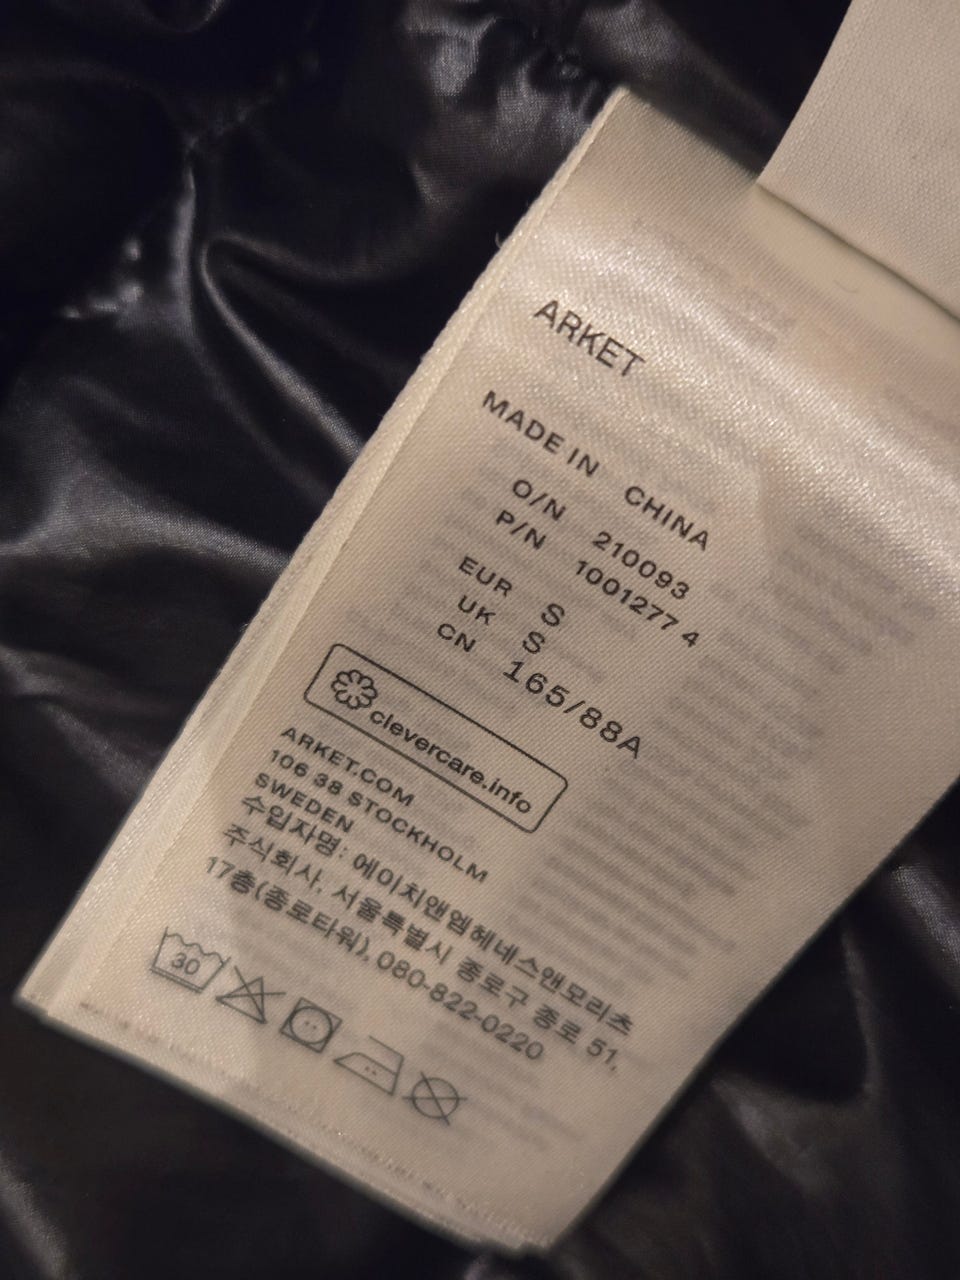 ARKET
MADE IN CHINA
O/N 210093
P/N 1001277 4
EUR S
UK S
CN 165/88A
clevercare.info
ARKET.COM
106 38 STOCKHOLM
SWEDEN
수입자명: 에이치앤엠헤네스앤모리츠
주식회사, 서울특별시 종로구 종로 51,
17층(종로타워), 080-822-0220
30